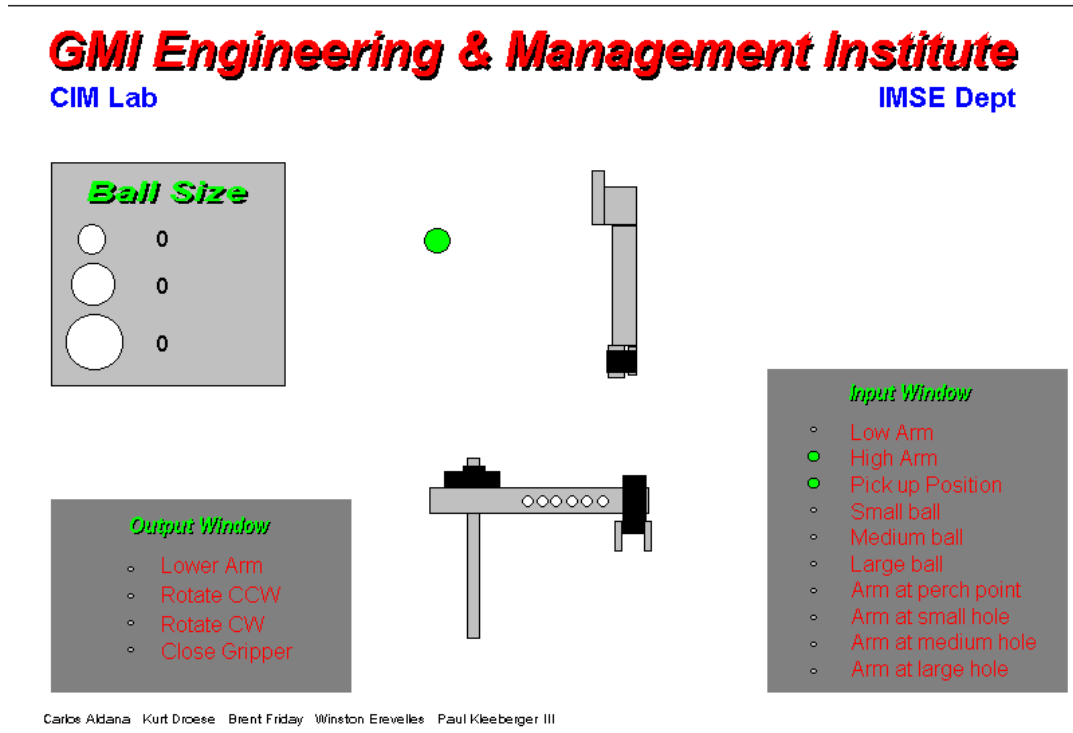 GMI Engineering & Management Institute
CIM Lab IMSE Dept
Ball Size
0
0
0
Input Window
Low Arm
High Arm
Pick up Position
Small ball
Medium ball
Large ball
Arm at perch point
Arm at small hole
Arm at medium hole
Arm at large hole
Output Window
Lower Arm
Rotate CCW
Rotate CW
Close Gripper
Carlos Aldana Kurt Droese Brent Friday Winston Erevelles Paul Kleeberger III